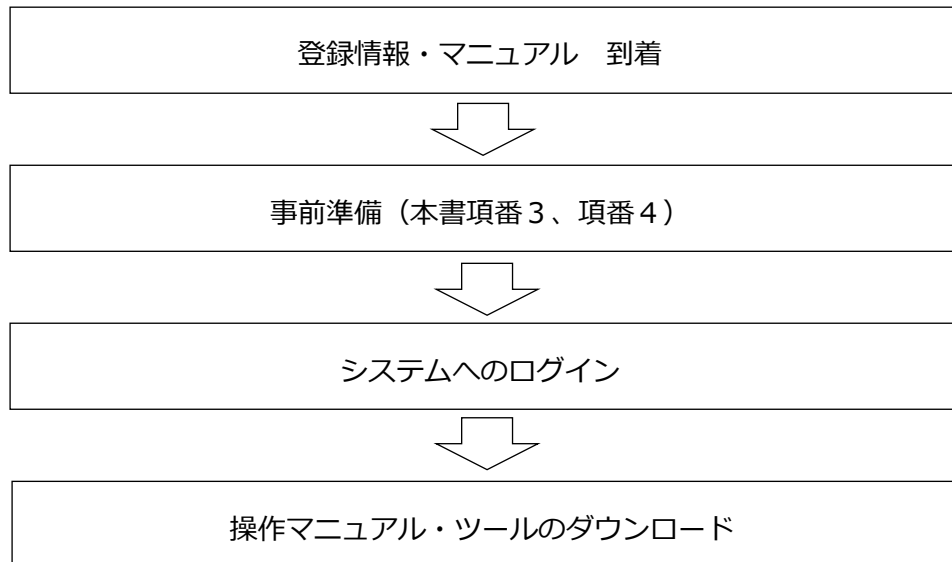 登録情報・マニュアル　到着
事前準備（本書項番３、項番４）
システムへのログイン
操作マニュアル・ツールのダウンロード